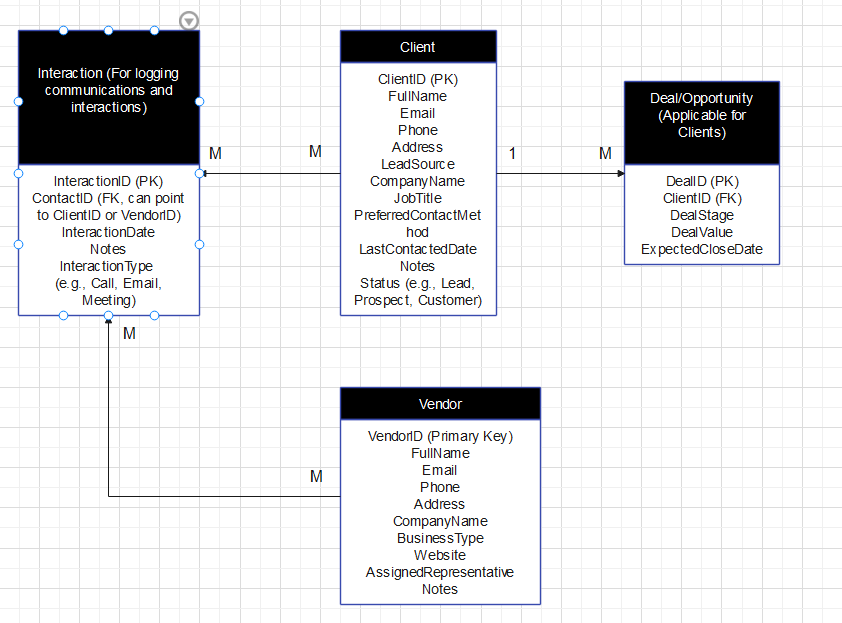 Interaction (For logging
communications and
interactions)
M
InteractionID (PK)
ContactID (FK, can point
to ClientID or VendorID)
InteractionDate
Notes
InteractionType
(e.g., Call, Email,
Meeting)
M
M
Client
ClientID (PK)
FullName
Email
Phone
Address
LeadSource
CompanyName
JobTitle
PreferredContactMet
hod
LastContactedDate
Notes
Status (e.g., Lead,
Prospect, Customer)
1
M
Deal/Opportunity
(Applicable for
Clients)
DealID (PK)
ClientID (FK)
DealStage
DealValue
ExpectedCloseDate
M
Vendor
VendorID (Primary Key)
FullName
Email
Phone
Address
CompanyName
BusinessType
Website
AssignedRepresentative
Notes